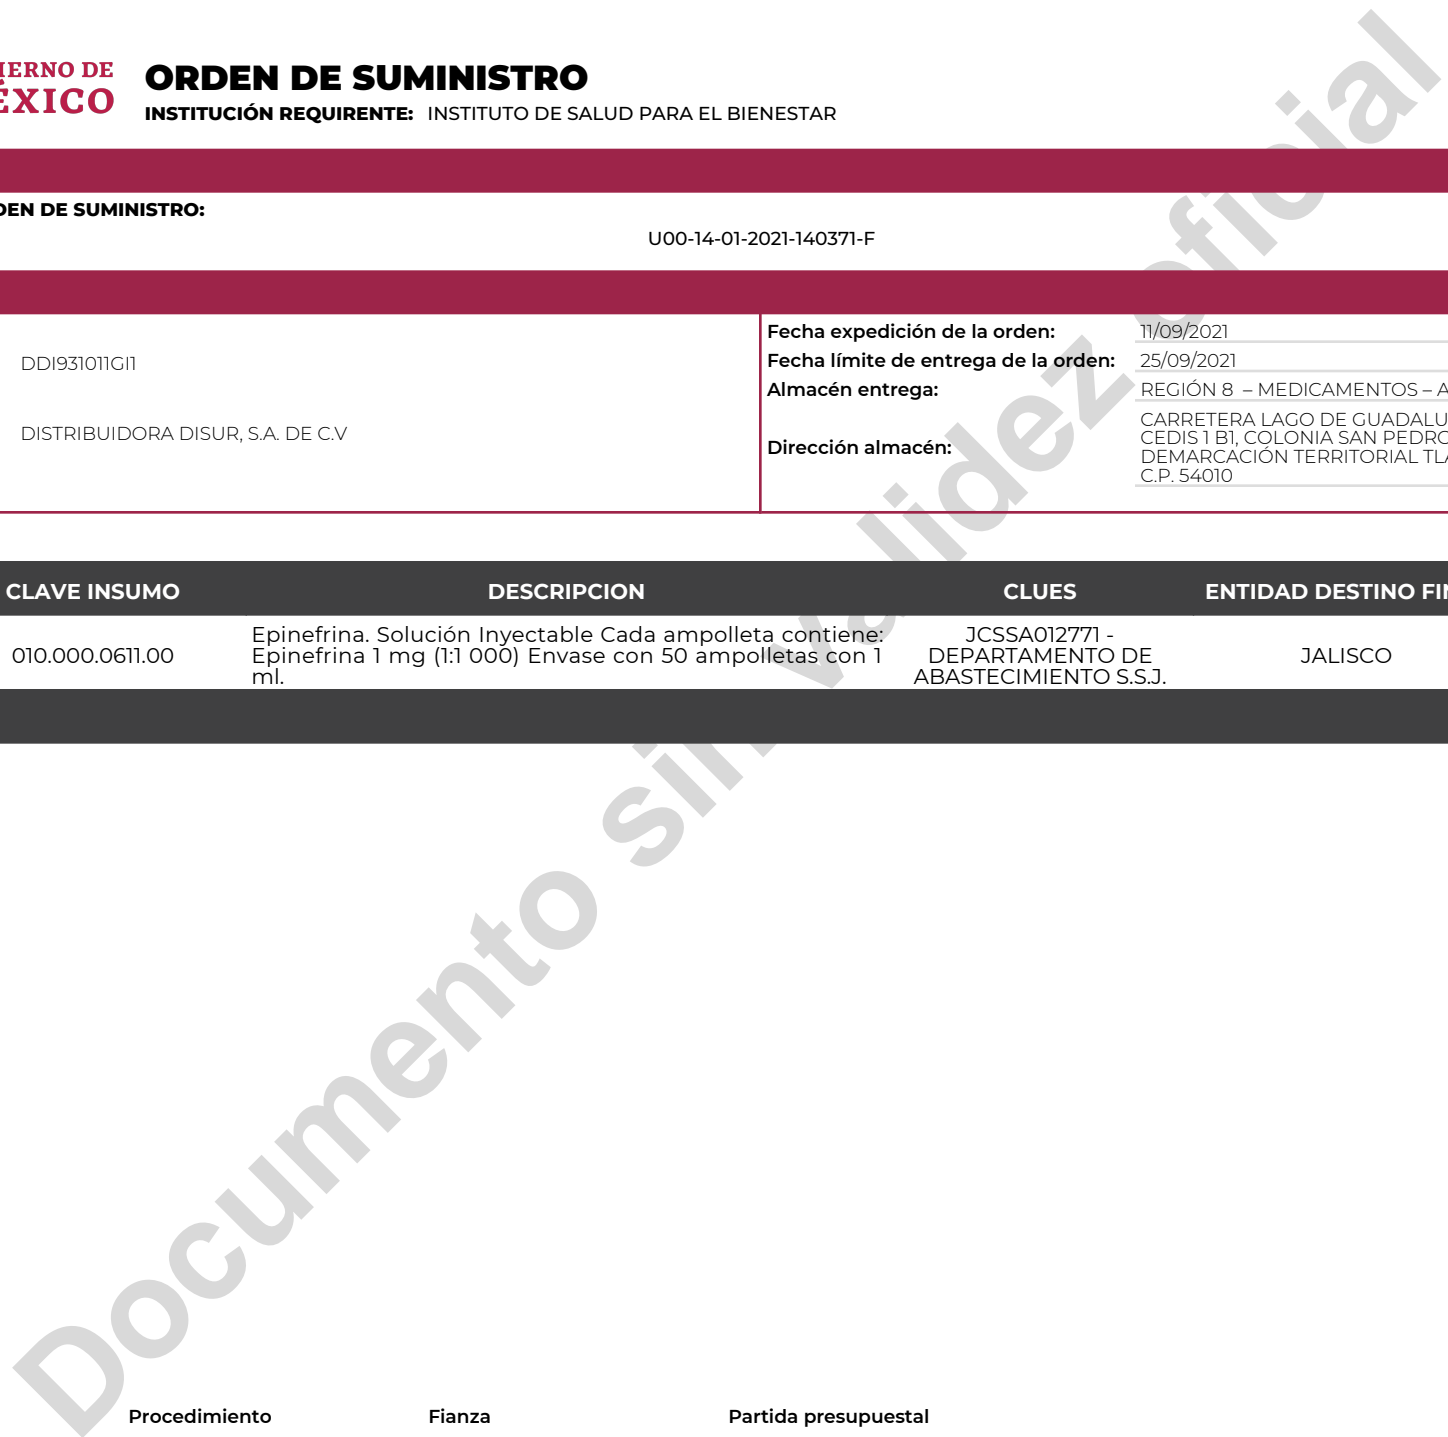 IERNO DE
ÉXICO
ORDEN DE SUMINISTRO
INSTITUCIÓN REQUIRENTE: INSTITUTO DE SALUD PARA EL BIENESTAR
DEN DE SUMINISTRO:
U00-14-01-2021-140371-F
DDI931011GI1
DISTRIBUIDORA DISUR, S.A. DE C.V
Fecha expedición de la orden: 11/09/2021
Fecha límite de entrega de la orden: 25/09/2021
Almacén entrega: REGIÓN 8 – MEDICAMENTOS – A
Dirección almacén:
CARRETERA LAGO DE GUADALU
CEDIS 1 B1, COLONIA SAN PEDRO
DEMARCACIÓN TERRITORIAL TLA
C.P. 54010
CLAVE INSUMO DESCRIPCION CLUES ENTIDAD DESTINO FIN
010.000.0611.00
Epinefrina. Solución Inyectable Cada ampolleta contiene:
Epinefrina 1 mg (1:1 000) Envase con 50 ampolletas con 1
ml.
JCSSA012771 -
DEPARTAMENTO DE
ABASTECIMIENTO S.S.J.
JALISCO
Documento sin validez oficial
Procedimiento Fianza Partida presupuestal